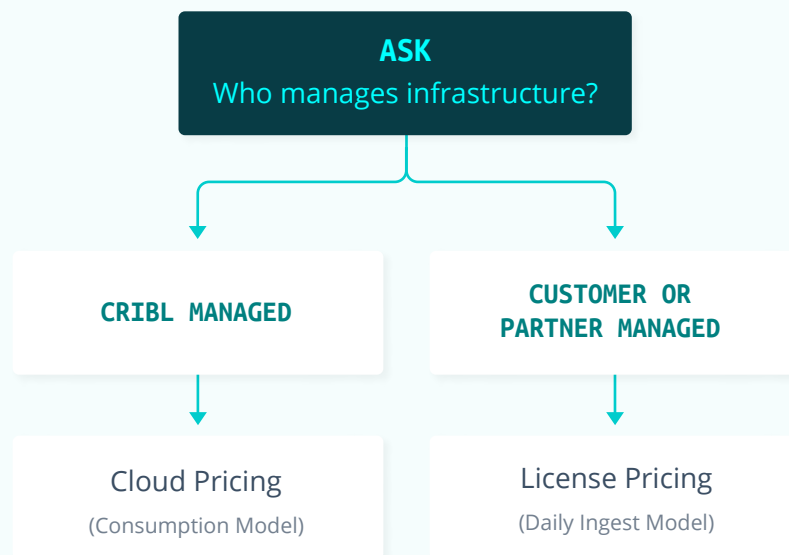 ASK
Who manages infrastructure?
CRIBL MANAGED
CUSTOMER OR
PARTNER MANAGED
Cloud Pricing
(Consumption Model)
License Pricing
(Daily Ingest Model)